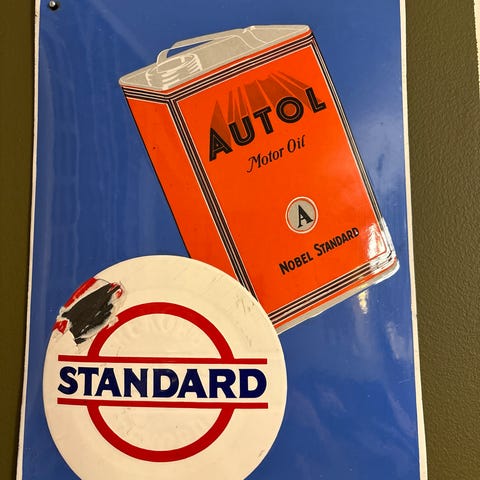 AUTOL
Motor Oil
A
NOBEL STANDARD
STANDARD